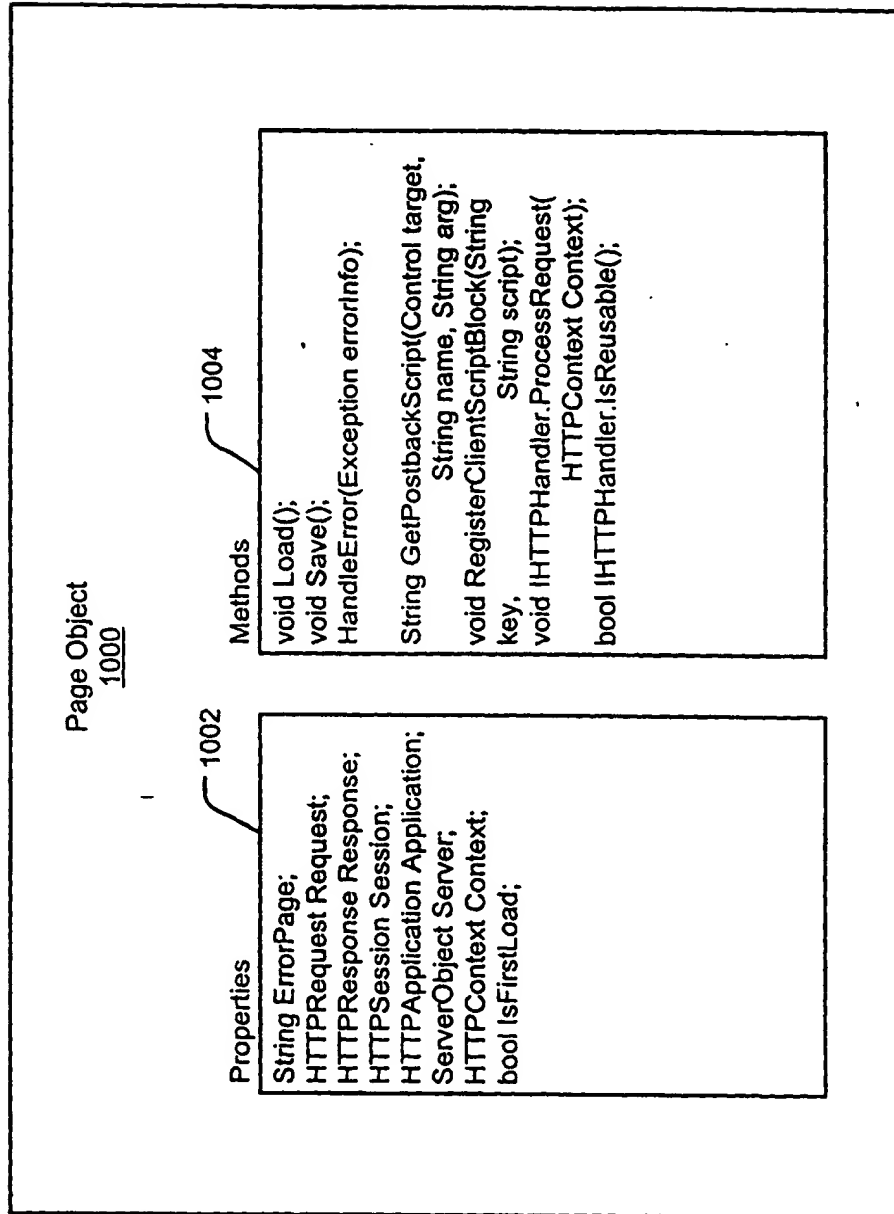 Page Object
1000
Properties
1002
String ErrorPage;
HTTPRequest Request;
HTTPResponse Response;
HTTPSession Session;
HTTPApplication Application;
ServerObject Server;
HTTPContext Context;
bool IsFirstLoad;
Methods
1004
void Load();
void Save();
HandleError(Exception errorInfo);
String GetPostbackScript(Control target,
String name, String arg);
void RegisterClientScriptBlock(String
key,
String script);
void IHTTPHandler.ProcessRequest(
HTTPContext Context);
bool IHTTPHandler.IsReusable();